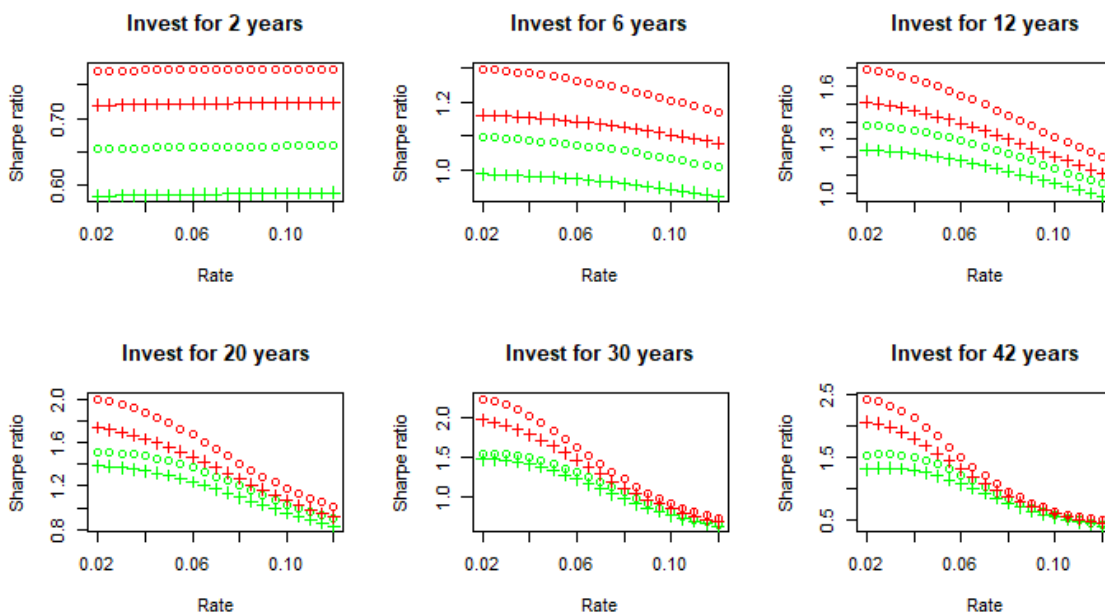 Invest for 2 years
Sharpe ratio
0.70
0.60
0.02
0.06
0.10
Rate
Invest for 6 years
Sharpe ratio
1.2
1.0
0.02
0.06
0.10
Rate
Invest for 12 years
Sharpe ratio
1.6
1.3
1.0
0.02
0.06
0.10
Rate
Invest for 20 years
Sharpe ratio
2.0
1.6
1.2
0.8
0.02
0.06
0.10
Rate
Invest for 30 years
Sharpe ratio
2.0
1.5
1.0
0.02
0.06
0.10
Rate
Invest for 42 years
Sharpe ratio
2.5
1.5
0.5
0.02
0.06
0.10
Rate